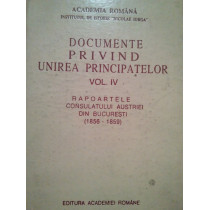 ACADEMIA ROMÂNĂ
INSTITUTUL DE ISTORIE "NICOLAE IORGA"
DOCUMENTE
PRIVIND
UNIREA PRINCIPATELOR
VOL. IV
RAPOARTELE
CONSULATULUI AUSTRIEI
DIN BUCUREȘTI
(1856 - 1859)
EDITURA ACADEMIEI ROMÂNE